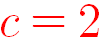 c = 2